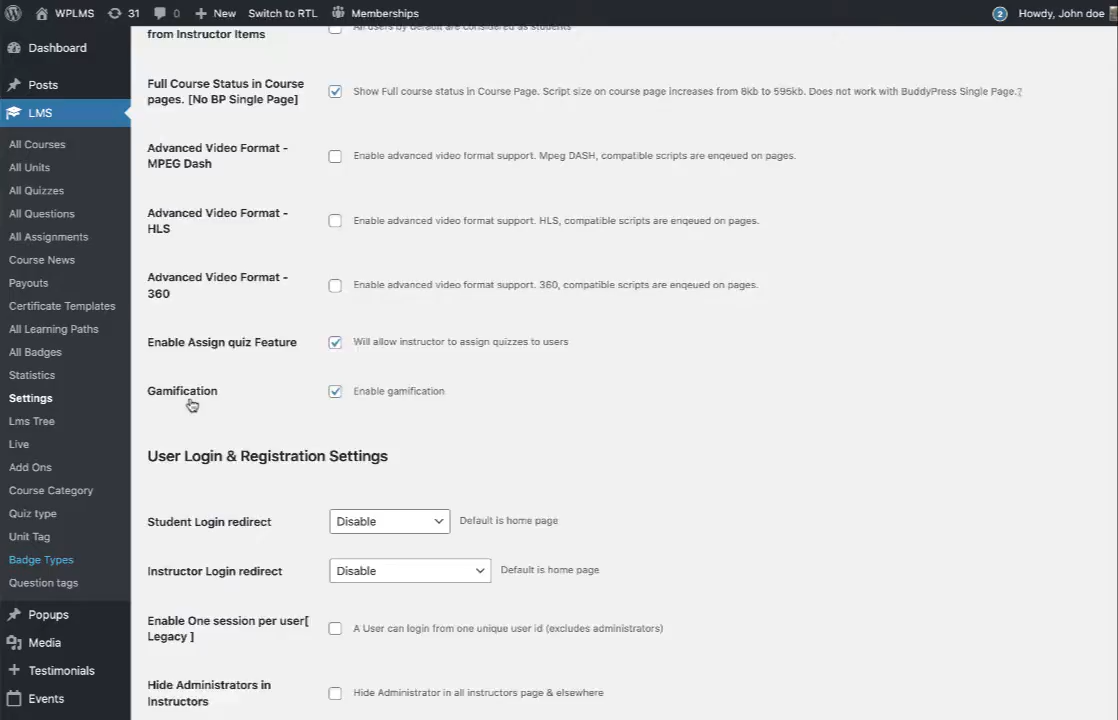 WPLMS 31 0 New Switch to RTL Memberships 2 Howdy, John doe
Dashboard
Posts
LMS
All Courses
All Units
All Quizzes
All Questions
All Assignments
Course News
Payouts
Certificate Templates
All Learning Paths
All Badges
Statistics
Settings
Lms Tree
Live
Add Ons
Course Category
Quiz type
Unit Tag
Badge Types
Question tags
Popups
Media
Testimonials
Events
from Instructor Items
All users by default are considered as students
Full Course Status in Course
pages. [No BP Single Page]
Show Full course status in Course Page. Script size on course page increases from 8kb to 595kb. Does not work with BuddyPress Single Page.?
Advanced Video Format -
MPEG Dash
Enable advanced video format support. Mpeg DASH, compatible scripts are enqeued on pages.
Advanced Video Format -
HLS
Enable advanced video format support. HLS, compatible scripts are enqeued on pages.
Advanced Video Format -
360
Enable advanced video format support. 360, compatible scripts are enqeued on pages.
Enable Assign quiz Feature
Will allow instructor to assign quizzes to users
Gamification
Enable gamification
User Login & Registration Settings
Student Login redirect
Disable
Default is home page
Instructor Login redirect
Disable
Default is home page
Enable One session per user[
Legacy ]
A User can login from one unique user id (excludes administrators)
Hide Administrators in
Instructors
Hide Administrator in all instructors page & elsewhere